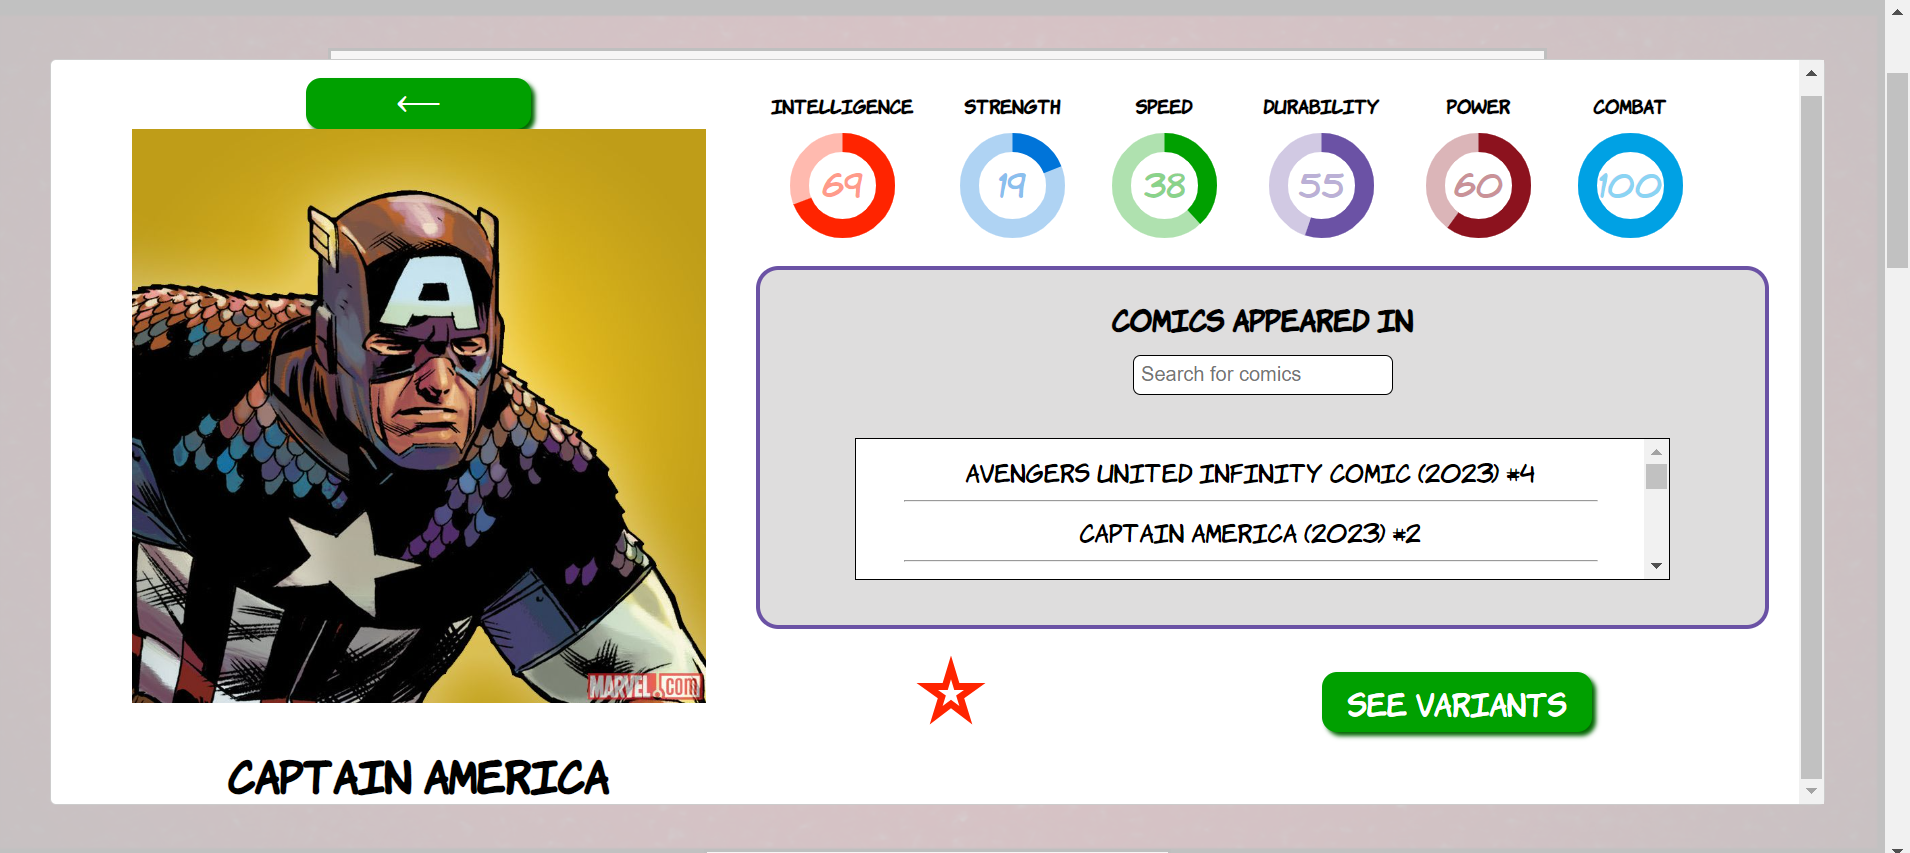 ←
INTELLIGENCE STRENGTH SPEED DURABILITY POWER COMBAT
69 19 38 55 60 100
A
MARVEL.com
CAPTAIN AMERICA
COMICS APPEARED IN
Search for comics
AVENGERS UNITED INFINITY COMIC (2023) #4
CAPTAIN AMERICA (2023) #2
SEE VARIANTS